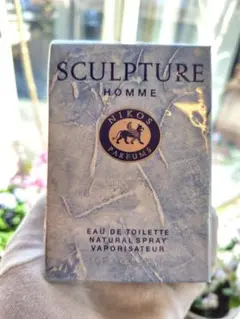 SCULPTURE
HOMME
NIKOS
PARFUMS
EAU DE TOILETTE
NATURAL SPRAY
VAPORISATEUR